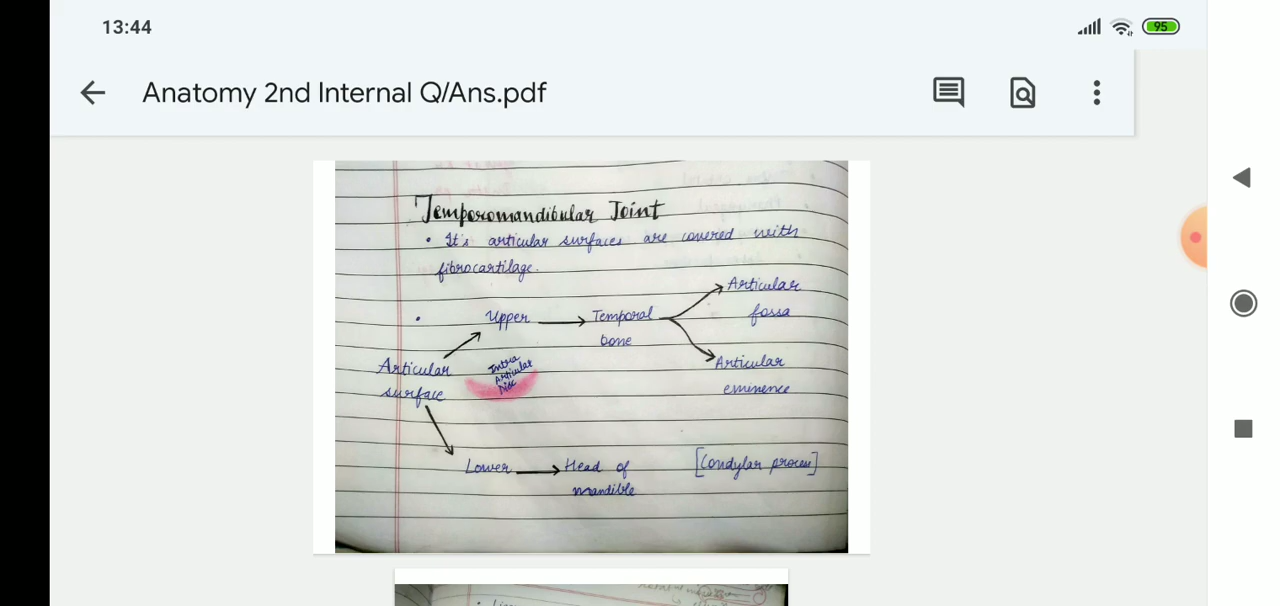 13:44
95
Anatomy 2nd Internal Q/Ans.pdf
Temporomandibular Joint
• It's articular surfaces are covered with
fibrocartilage.
Articular
fossa
• Upper → Temporal
bone
Articular
eminence
Articular
surface
Intra
Articular
Disc
Lower → Head of [Condylar process]
mandible